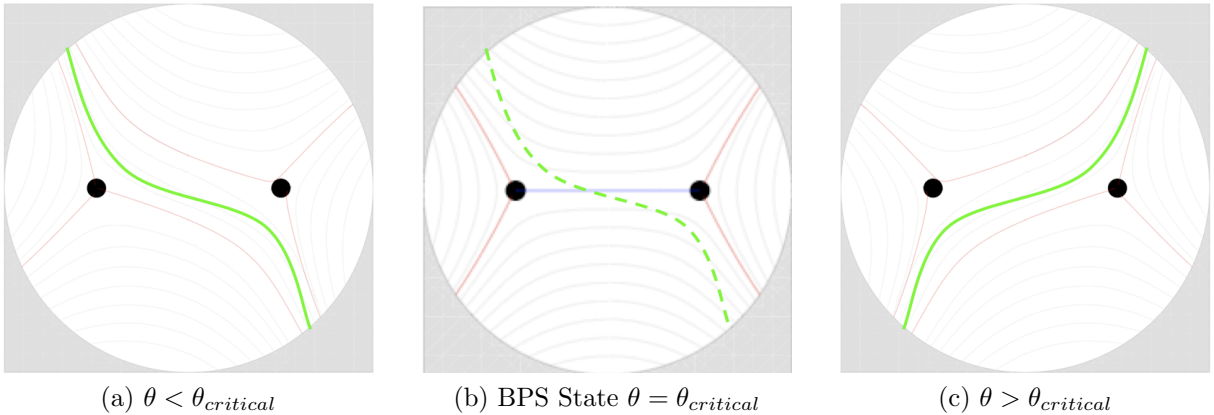 (a) θ < θ_critical
(b) BPS State θ = θ_critical
(c) θ > θ_critical